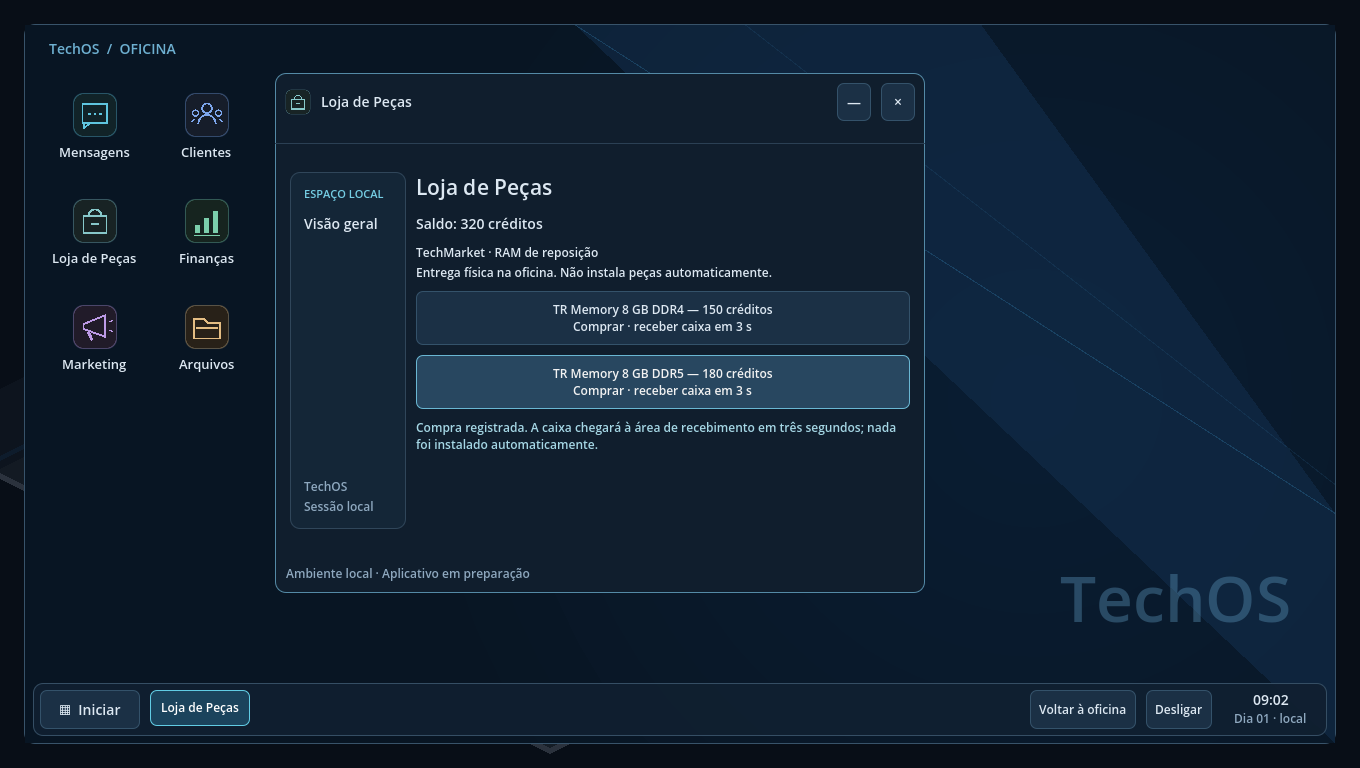 TechOS / OFICINA
Mensagens
Clientes
Loja de Peças
Finanças
Marketing
Arquivos
Loja de Peças
— ×
ESPAÇO LOCAL
Visão geral
TechOS
Sessão local
Loja de Peças
Saldo: 320 créditos
TechMarket · RAM de reposição
Entrega física na oficina. Não instala peças automaticamente.
TR Memory 8 GB DDR4 — 150 créditos
Comprar · receber caixa em 3 s
TR Memory 8 GB DDR5 — 180 créditos
Comprar · receber caixa em 3 s
Compra registrada. A caixa chegará à área de recebimento em três segundos; nada
foi instalado automaticamente.
Ambiente local · Aplicativo em preparação
TechOS
Iniciar
Loja de Peças
Voltar à oficina
Desligar
09:02
Dia 01 · local